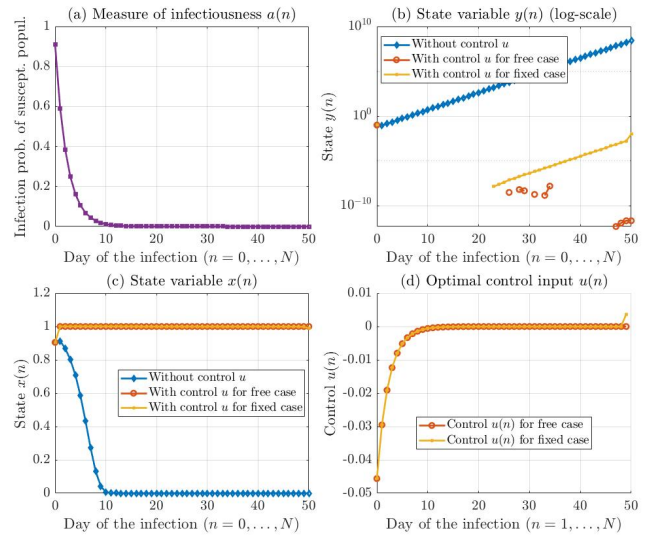 (a) Measure of infectiousness a(n)
Infection prob. of suscept. popul.
1
0.8
0.6
0.4
0.2
0
0 10 20 30 40 50
Day of the infection (n = 0, . . . , N)
(b) State variable y(n) (log-scale)
State y(n)
10^10
10^0
10^-10
Without control u
With control u for free case
With control u for fixed case
0 10 20 30 40 50
Day of the infection (n = 0, . . . , N)
(c) State variable x(n)
State x(n)
1.2
1
0.8
0.6
0.4
0.2
0
Without control u
With control u for free case
With control u for fixed case
0 10 20 30 40 50
Day of the infection (n = 0, . . . , N)
(d) Optimal control input u(n)
Control u(n)
0.01
0
-0.01
-0.02
-0.03
-0.04
-0.05
Control u(n) for free case
Control u(n) for fixed case
0 10 20 30 40 50
Day of the infection (n = 1, . . . , N)